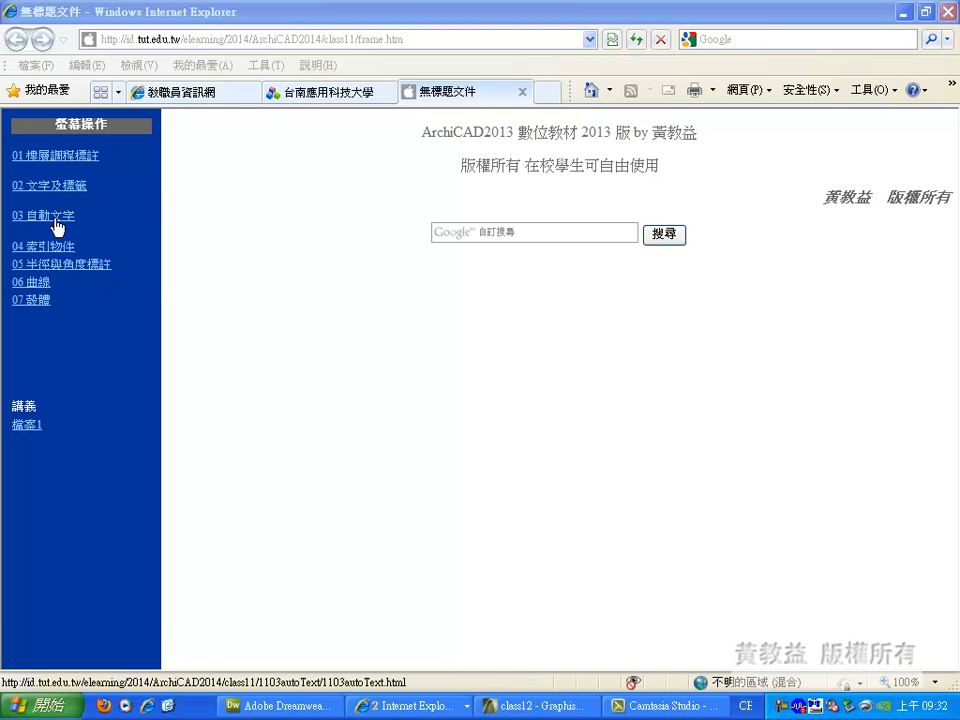 無標題文件 - Windows Internet Explorer
http://id.tut.edu.tw/elearning/2014/ArchiCAD2014/class11/frame.htm
Google
檔案(F) 編輯(E) 檢視(V) 我的最愛(A) 工具(T) 說明(H)
我的最愛 教職員資訊網 台南應用科技大學 無標題文件 網頁(P) 安全性(S) 工具(O)
螢幕操作
01 樓層調程標註
02 文字及標籤
03 自動文字
04 索引物件
05 半徑與角度標註
06 曲線
07 殼體
講義
檔案1
ArchiCAD2013 數位教材 2013 版 by 黃教益
版權所有 在校學生可自由使用
黃教益 版權所有
Google™ 自訂搜尋 搜尋
黃教益 版權所有
http://id.tut.edu.tw/elearning/2014/ArchiCAD2014/class11/1103autoText/1103autoText.html 不明的區域 (混合) 100%
開始 Adobe Dreamwea... 2 Internet Explo... class12 - Graphis... Camtasia Studio - ... CH 上午 09:32